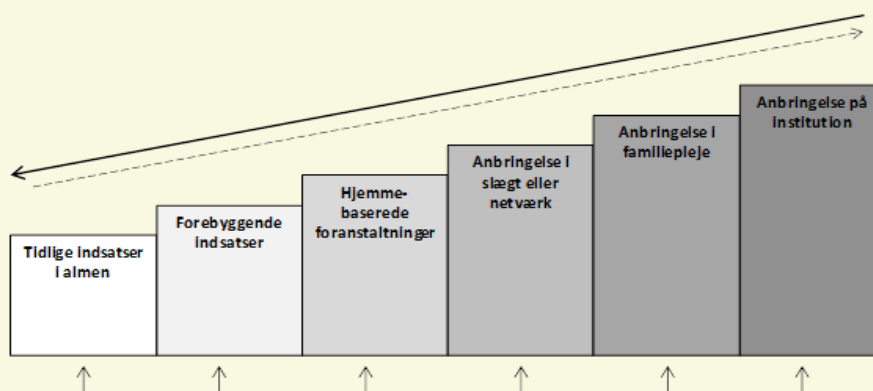 Tidlige indsatser
i almen
Forebyggende
indsatser
Hjemme-
baserede
foranstaltninger
Anbringelse i
slægt eller
netværk
Anbringelse i
familiepleje
Anbringelse på
institution